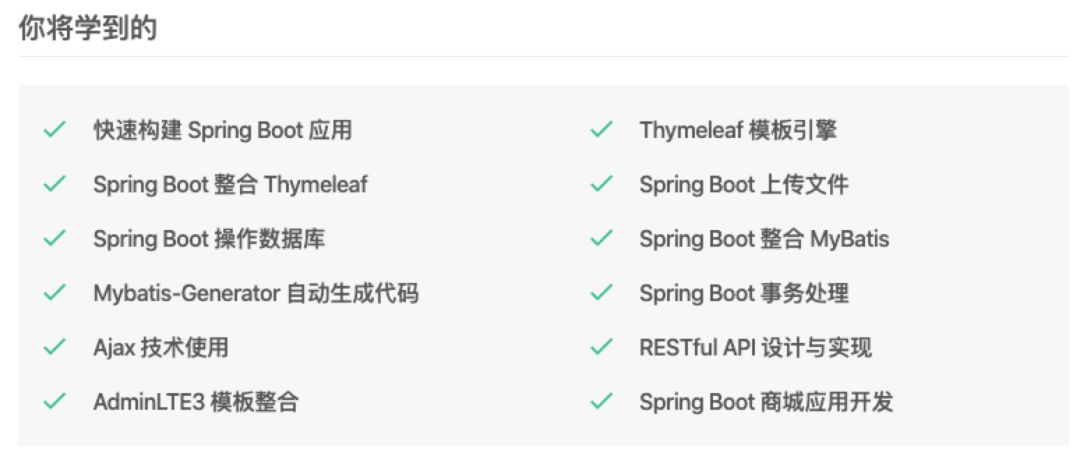 你将学到的
快速构建 Spring Boot 应用
Thymeleaf 模板引擎
Spring Boot 整合 Thymeleaf
Spring Boot 上传文件
Spring Boot 操作数据库
Spring Boot 整合 MyBatis
Mybatis-Generator 自动生成代码
Spring Boot 事务处理
Ajax 技术使用
RESTful API 设计与实现
AdminLTE3 模板整合
Spring Boot 商城应用开发